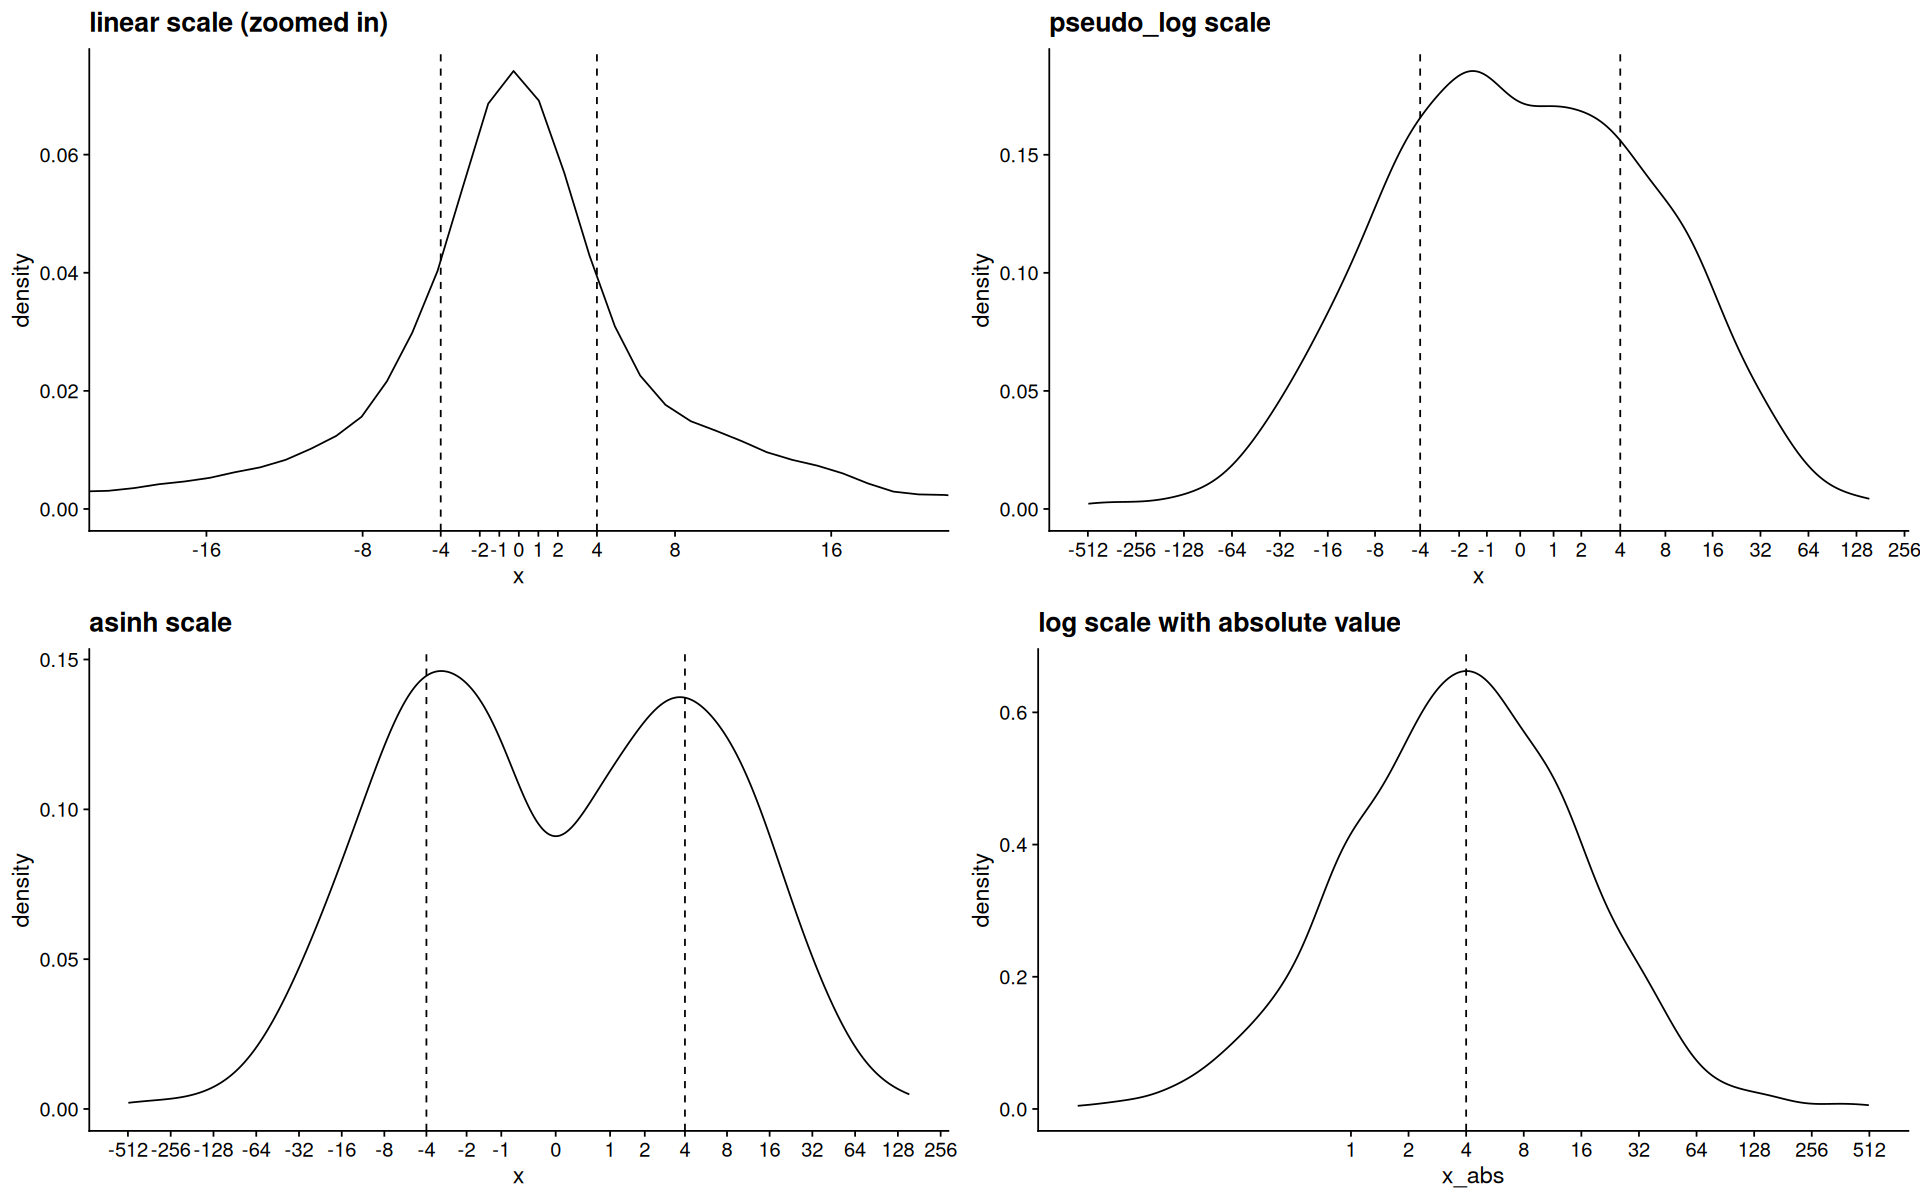 linear scale (zoomed in)
density
0.06
0.04
0.02
0.00
-16 -8 -4 -2 -1 0 1 2 4 8 16
x
pseudo_log scale
density
0.15
0.10
0.05
0.00
-512 -256 -128 -64 -32 -16 -8 -4 -2 -1 0 1 2 4 8 16 32 64 128 256
x
asinh scale
density
0.15
0.10
0.05
0.00
-512 -256 -128 -64 -32 -16 -8 -4 -2 -1 0 1 2 4 8 16 32 64 128 256
x
log scale with absolute value
density
0.6
0.4
0.2
0.0
1 2 4 8 16 32 64 128 256 512
x_abs